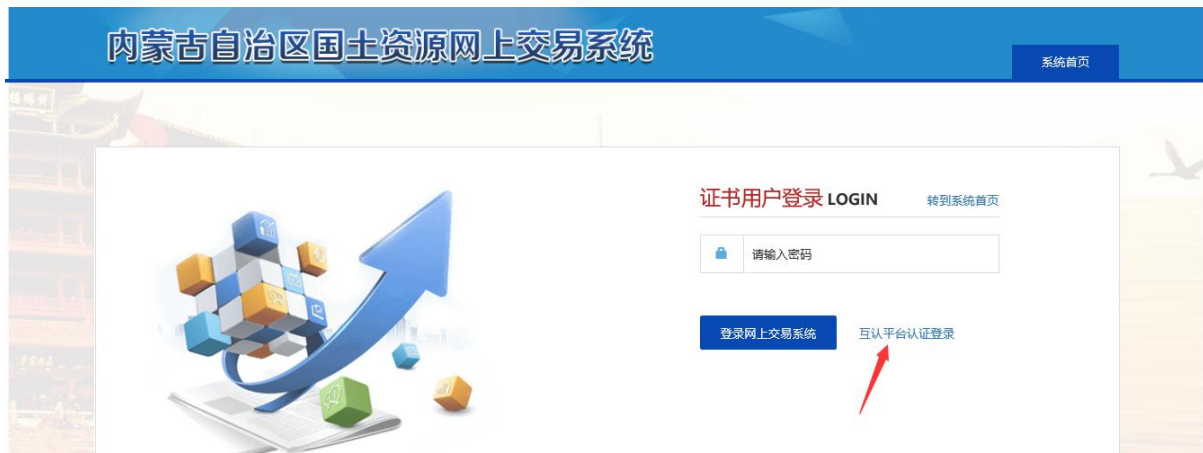 内蒙古自治区国土资源网上交易系统
系统首页
证书用户登录 LOGIN 转到系统首页
请输入密码
登录网上交易系统 互认平台认证登录